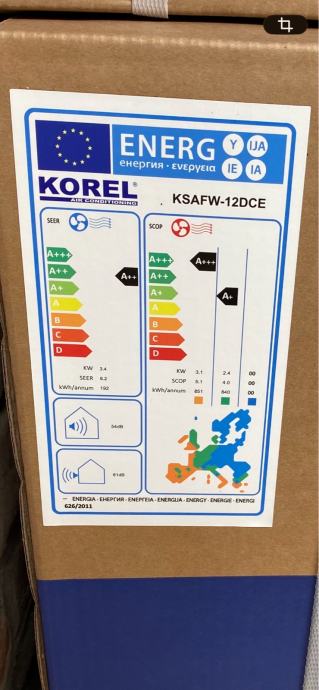 ENERG Y IJA
енергия · ενεργεια IE IA
KOREL®
AIR CONDITIONING
KSAFW-12DCE
SEER
A+++
A++
A+
A
B
C
D
A++
KW 3.4
SEER 6.2
kWh/annum 192
54dB
61dB
SCOP
A+++
A++
A+
A
B
C
D
A+++
A+
KW 3.1 2.4 00
SCOP 5.1 4.0 00
kWh/annum 851 840 00
ENERGIA · ЕНЕРГИЯ · ΕΝΕΡΓΕΙΑ · ENERGIJA · ENERGY · ENERGIE · ENERGI
626/2011